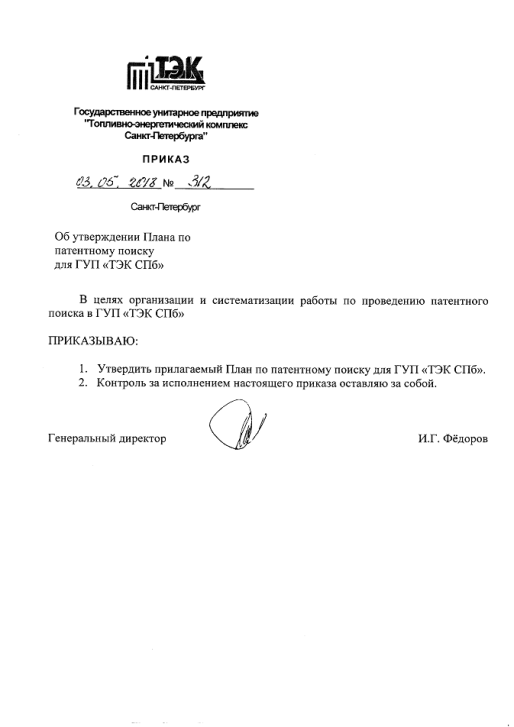 ТЭК
САНКТ-ПЕТЕРБУРГ
Государственное унитарное предприятие
"Топливно-энергетический комплекс
Санкт-Петербурга"
ПРИКАЗ
03. 05. 2018 № 312
Санкт-Петербург
Об утверждении Плана по
патентному поиску
для ГУП «ТЭК СПб»
В целях организации и систематизации работы по проведению патентного
поиска в ГУП «ТЭК СПб»
ПРИКАЗЫВАЮ:
1. Утвердить прилагаемый План по патентному поиску для ГУП «ТЭК СПб».
2. Контроль за исполнением настоящего приказа оставляю за собой.
Генеральный директор И.Г. Фёдоров